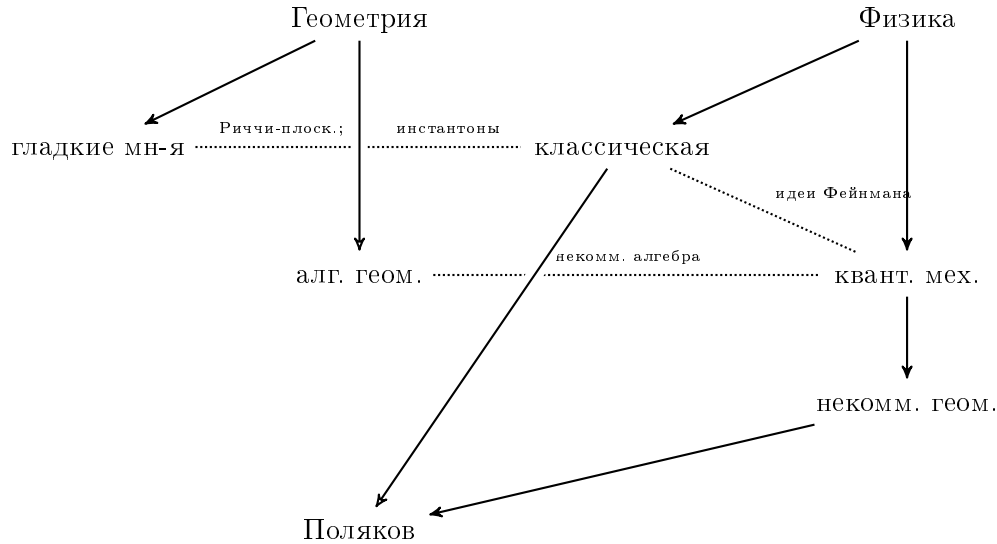 Геометрия
Физика
Риччи-плоск.;
инстантоны
гладкие мн-я
классическая
идеи Фейнмана
некомм. алгебра
алг. геом.
квант. мех.
некомм. геом.
Поляков